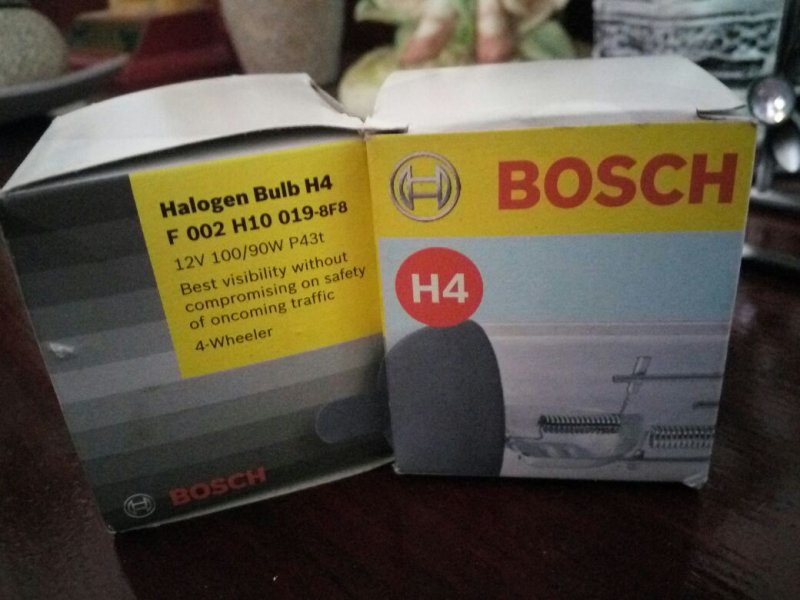 Halogen Bulb H4
F 002 H10 019-8F8
12V 100/90W P43t
Best visibility without
compromising on safety
of oncoming traffic
4-Wheeler
BOSCH
BOSCH
H4